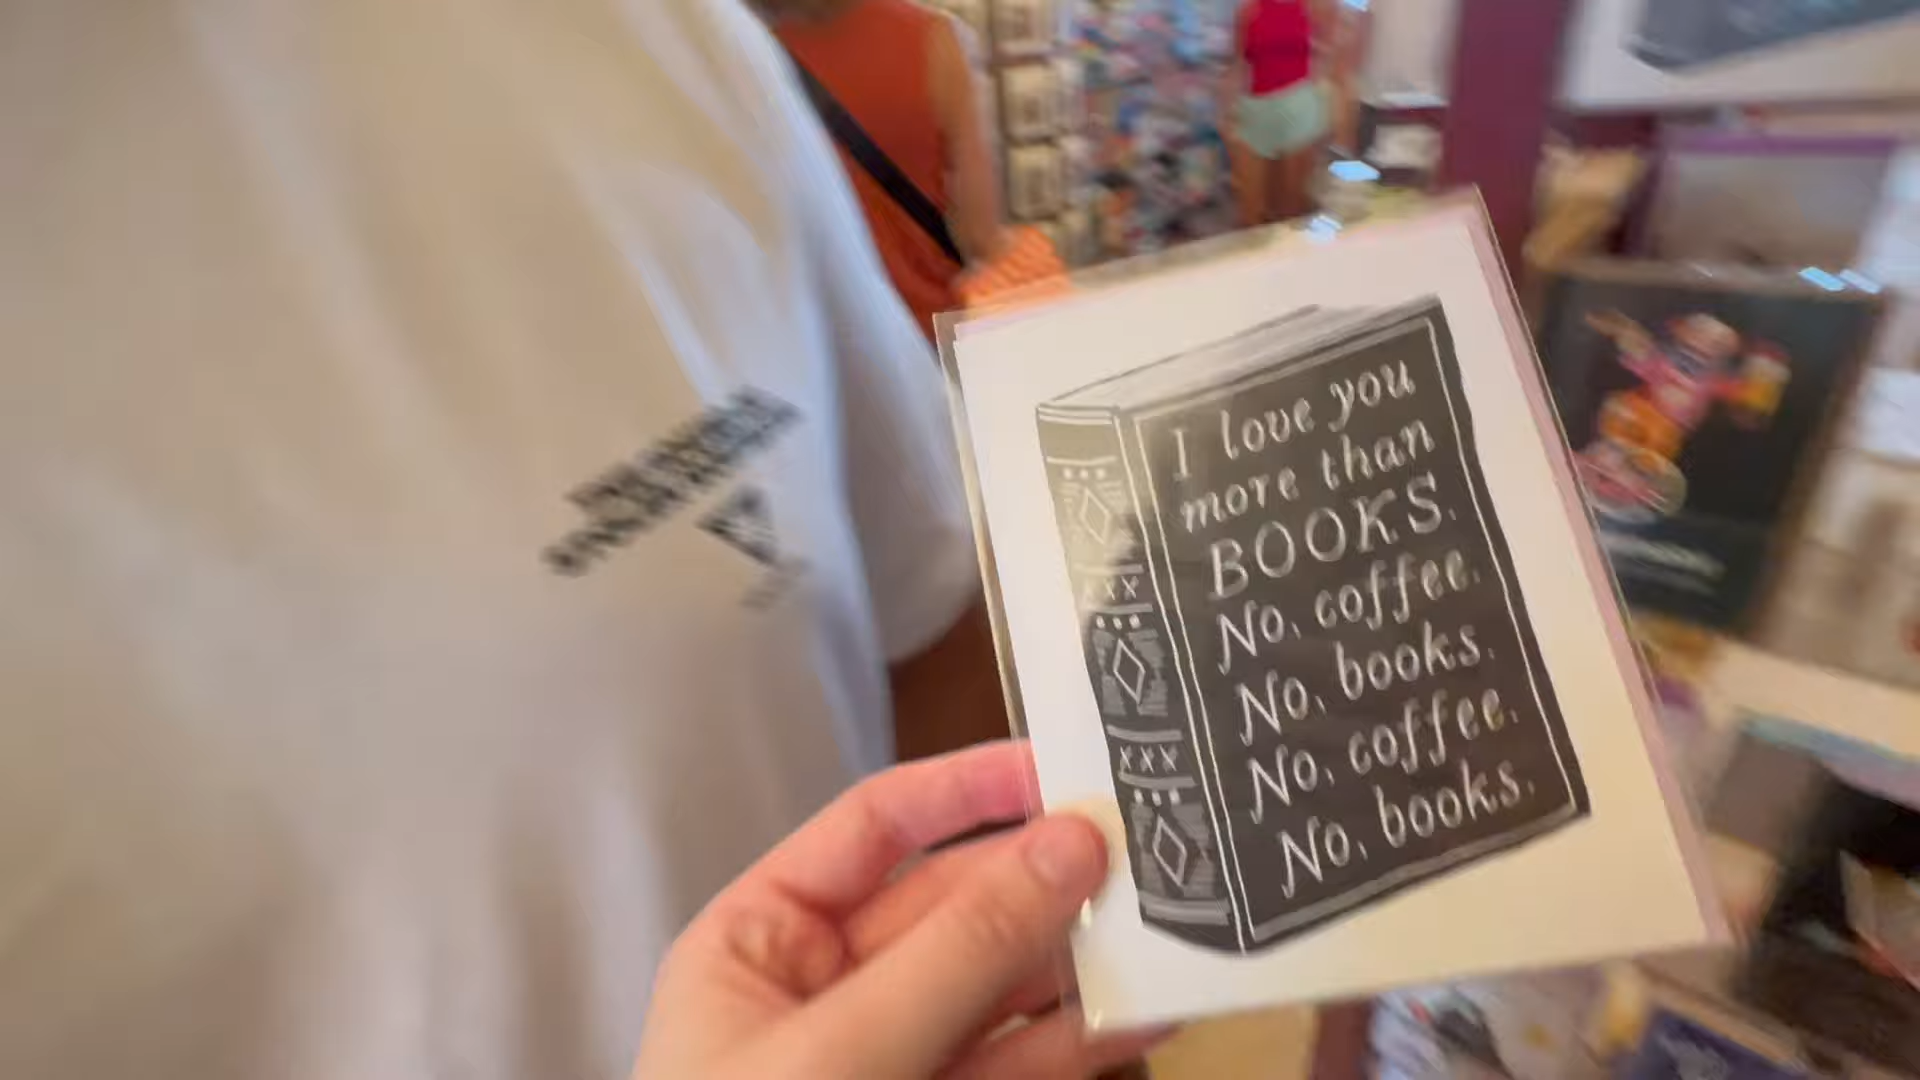 I love you
more than
BOOKS.
No, coffee.
No, books.
No, coffee.
No, books.